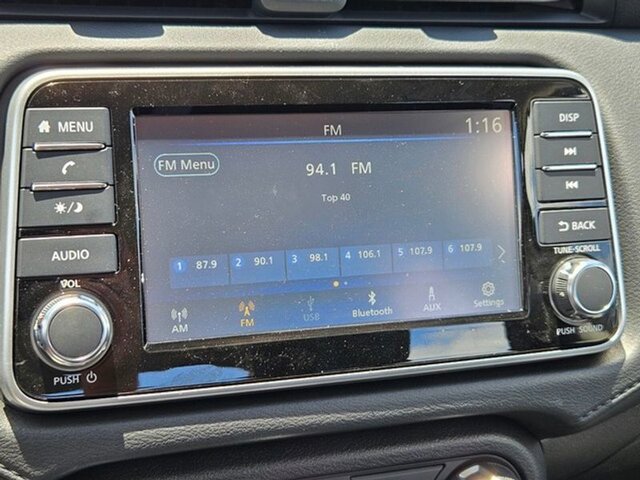 MENU
AUDIO
VOL
PUSH
FM
1:16
FM Menu
94.1 FM
Top 40
1 87.9
2 90.1
3 98.1
4 106.1
5 107.9
6 107.9
AM
FM
USB
Bluetooth
AUX
Settings
DISP
BACK
TUNE-SCROLL
PUSH SOUND